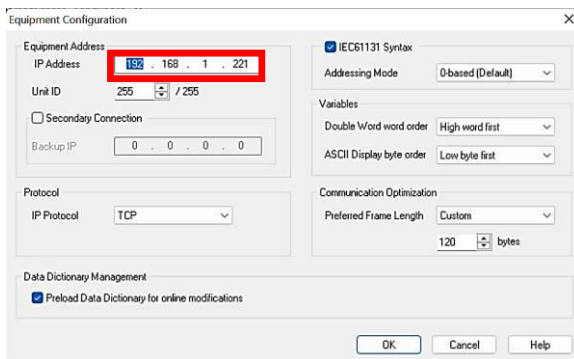 Equipment Configuration
Equipment Address
IP Address 192 . 168 . 1 . 221
Unit ID 255 / 255
Secondary Connection
Backup IP 0 . 0 . 0 . 0
IEC61131 Syntax
Addressing Mode 0-based (Default)
Variables
Double Word word order High word first
ASCII Display byte order Low byte first
Protocol
IP Protocol TCP
Communication Optimization
Preferred Frame Length Custom
120 bytes
Data Dictionary Management
Preload Data Dictionary for online modifications
OK Cancel Help